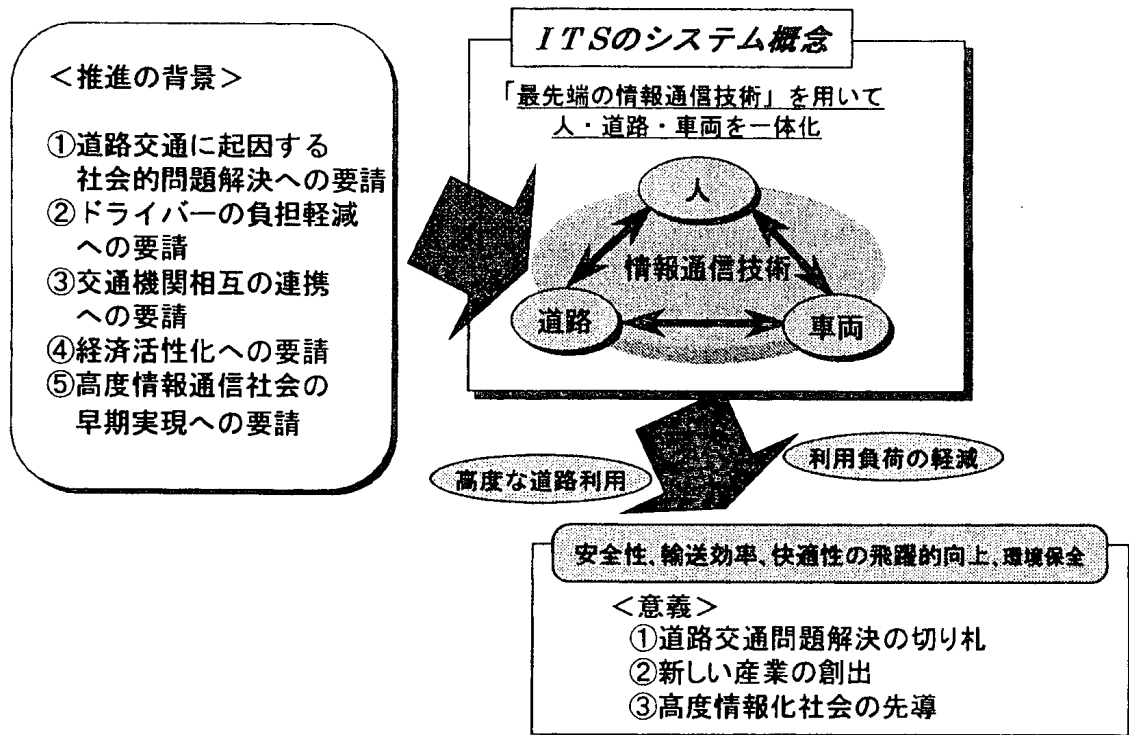 ＜推進の背景＞
①道路交通に起因する
社会的問題解決への要請
②ドライバーの負担軽減
への要請
③交通機関相互の連携
への要請
④経済活性化への要請
⑤高度情報通信社会の
早期実現への要請
ITSのシステム概念
「最先端の情報通信技術」を用いて
人・道路・車両を一体化
人
情報通信技術
道路
車両
高度な道路利用
利用負荷の軽減
安全性、輸送効率、快適性の飛躍的向上、環境保全
＜意義＞
①道路交通問題解決の切り札
②新しい産業の創出
③高度情報化社会の先導